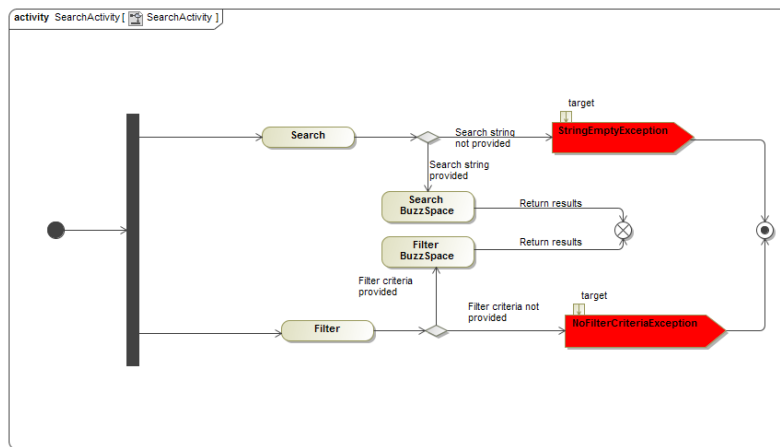 activity SearchActivity [ SearchActivity ]
target
Search
Search string
not provided
StringEmptyException
Search string
provided
Search
BuzzSpace
Return results
Filter
BuzzSpace
Return results
Filter criteria
provided
Filter criteria not
provided
target
Filter
NoFilterCriteriaException